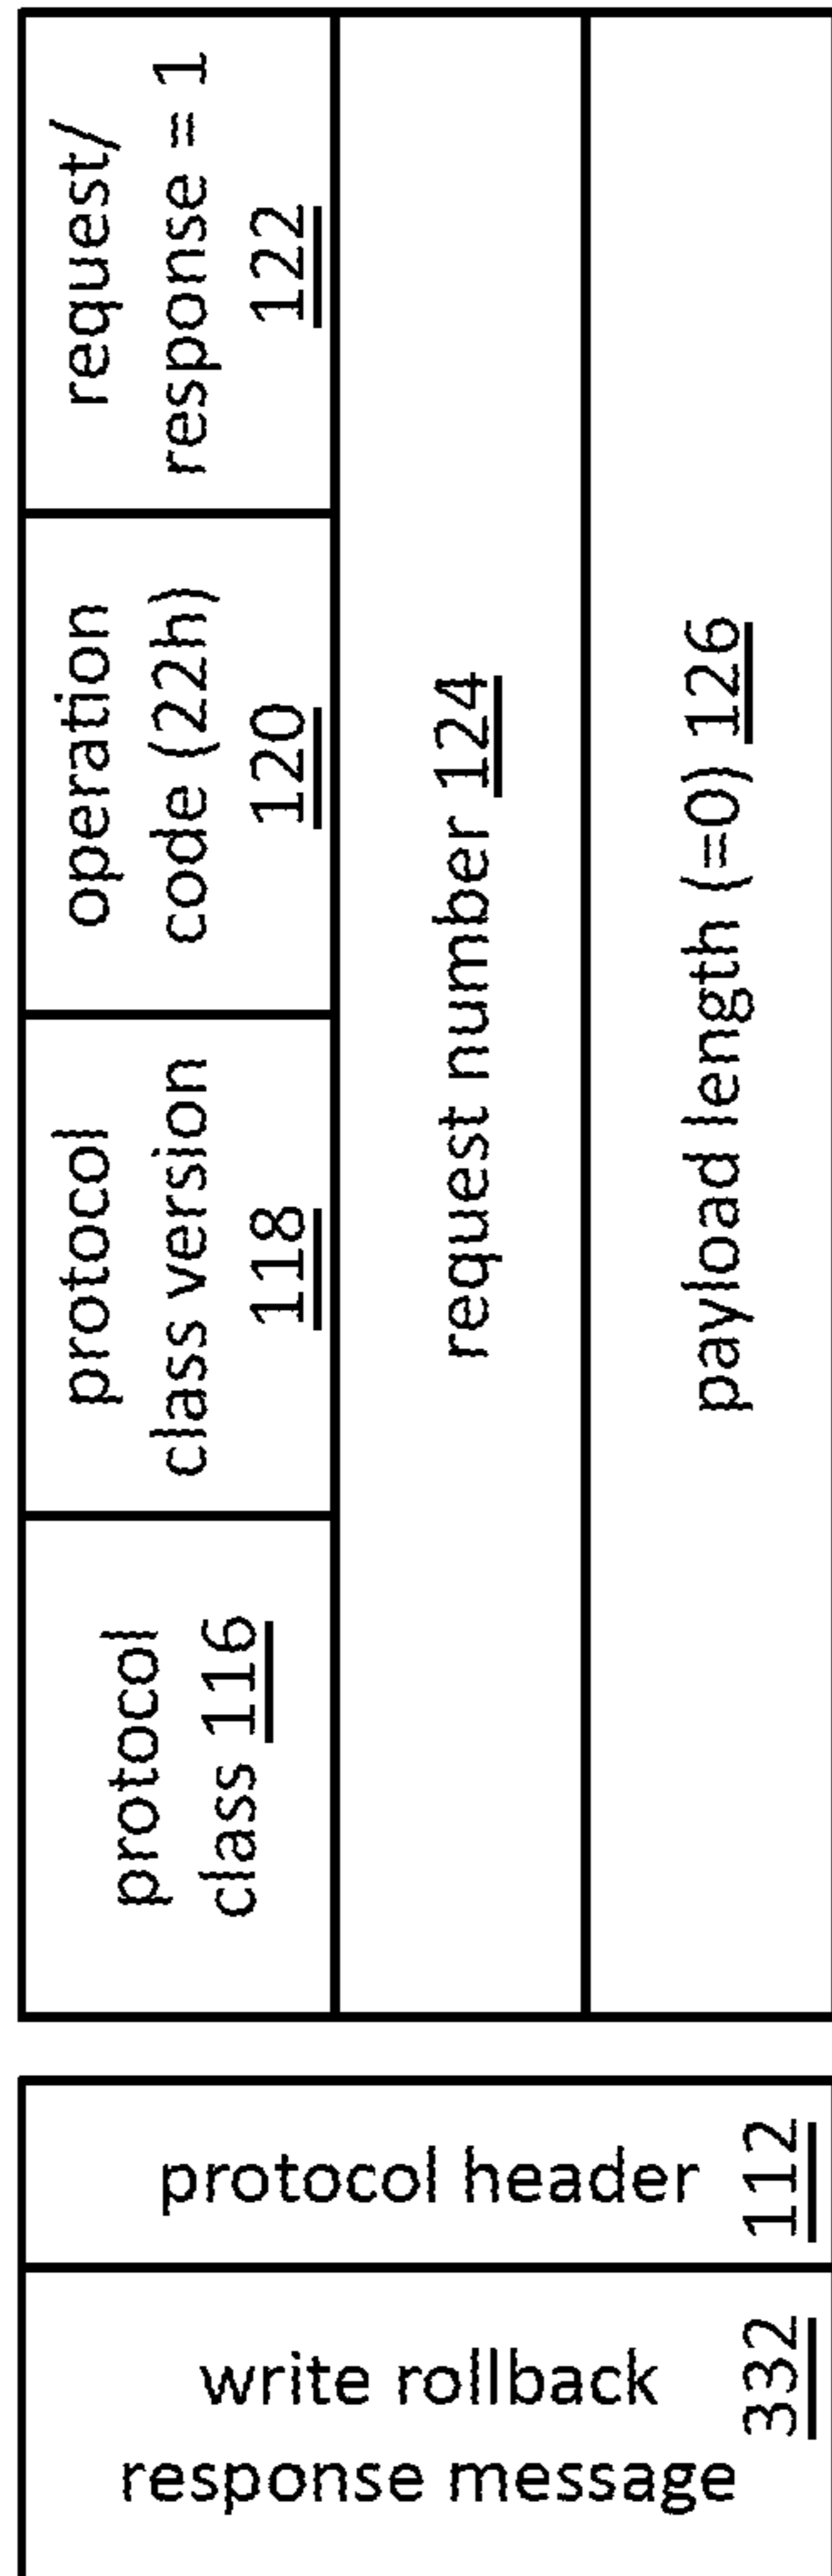 write rollback
response message
332
protocol header
112
protocol
class 116
protocol
class version
118
operation
code (22h)
120
request/
response = 1
122
request number 124
payload length (=0) 126